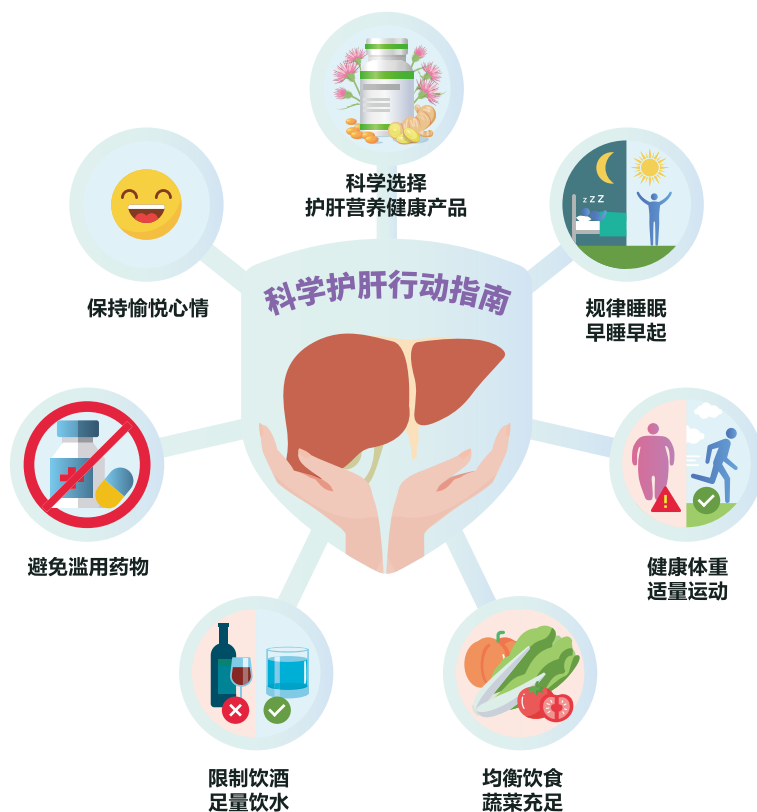 科学选择
护肝营养健康产品
保持愉悦心情
zZZ
规律睡眠
早睡早起
科学护肝行动指南
避免滥用药物
健康体重
适量运动
限制饮酒
足量饮水
均衡饮食
蔬菜充足